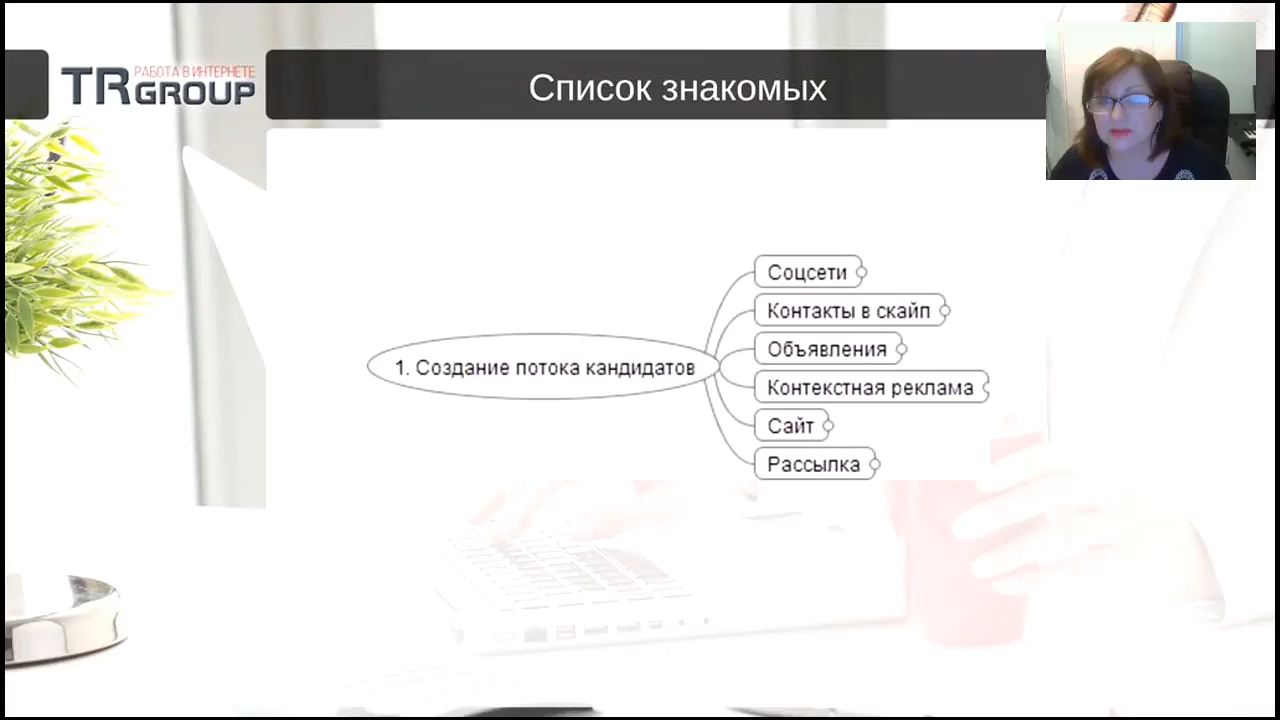 РАБОТА В ИНТЕРНЕТЕ
TR GROUP
Список знакомых
1. Создание потока кандидатов
Соцсети
Контакты в скайп
Объявления
Контекстная реклама
Сайт
Рассылка